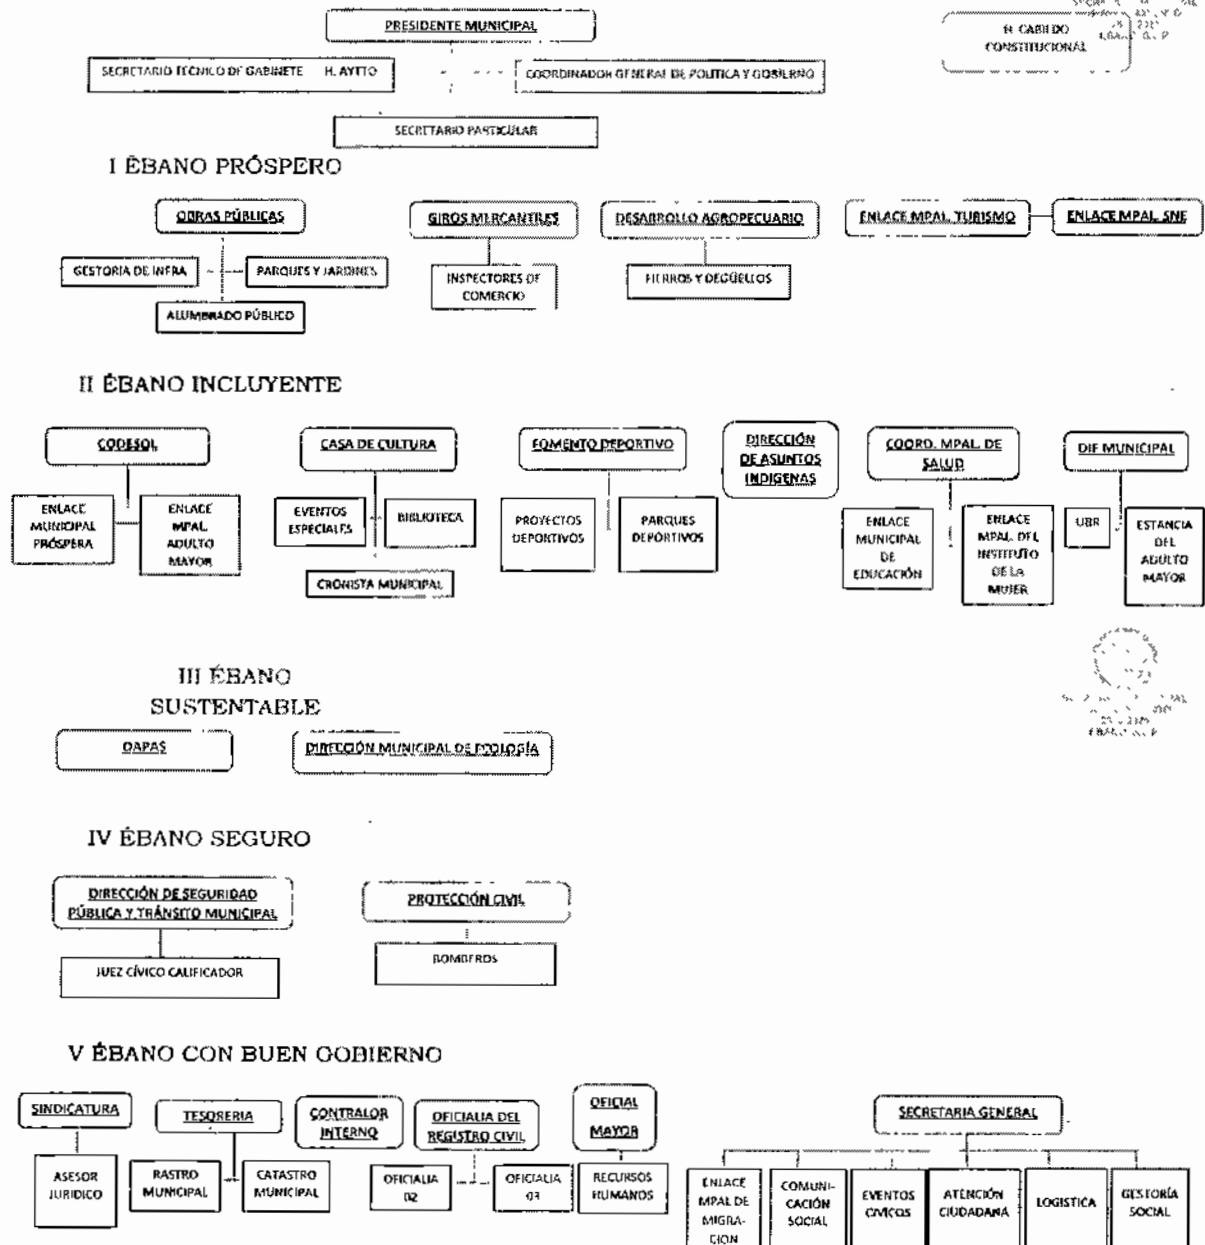 PRESIDENTE MUNICIPAL
H. CABILDO
CONSTITUCIONAL
SECRETARIO TÉCNICO DE GABINETE H. AYTTO
COORDINADOR GENERAL DE POLITICA Y GOBIERNO
SECRETARIO PARTICULAR
I ÉBANO PRÓSPERO
OBRAS PÚBLICAS
GIROS MERCANTILES
DESARROLLO AGROPECUARIO
ENLACE MPAL. TURISMO
ENLACE MPAL. SNE
GESTORIA DE INFRA
PARQUES Y JARDINES
INSPECTORES DE
COMERCIO
FIERROS Y DEGÜELLOS
ALUMBRADO PÚBLICO
II ÉBANO INCLUYENTE
CODESOL
CASA DE CULTURA
FOMENTO DEPORTIVO
DIRECCIÓN
DE ASUNTOS
INDIGENAS
COORD. MPAL. DE
SALUD
DIF MUNICIPAL
ENLACE
MUNICIPAL
PRÓSPERA
ENLACE
MPAL.
ADULTO
MAYOR
EVENTOS
ESPECIALES
BIBLIOTECA
CRONISTA MUNICIPAL
PROYECTOS
DEPORTIVOS
PARQUES
DEPORTIVOS
ENLACE
MUNICIPAL
DE
EDUCACIÓN
ENLACE
MPAL. DEL
INSTITUTO
DE LA
MUJER
UBR
ESTANCIA
DEL
ADULTO
MAYOR
III ÉBANO
SUSTENTABLE
OAPAS
DIRECCIÓN MUNICIPAL DE ECOLOGÍA
IV ÉBANO SEGURO
DIRECCIÓN DE SEGURIDAD
PÚBLICA Y TRÁNSITO MUNICIPAL
PROTECCIÓN CIVIL
JUEZ CÍVICO CALIFICADOR
BOMBEROS
V ÉBANO CON BUEN GOBIERNO
SINDICATURA
TESORERIA
CONTRALOR
INTERNO
OFICIALIA DEL
REGISTRO CIVIL
OFICIAL
MAYOR
SECRETARIA GENERAL
ASESOR
JURIDICO
RASTRO
MUNICIPAL
CATASTRO
MUNICIPAL
OFICIALIA
02
OFICIALIA
03
RECURSOS
HUMANOS
ENLACE
MPAL DE
MIGRA-
CION
COMUNI-
CACIÓN
SOCIAL
EVENTOS
CIVICOS
ATENCIÓN
CIUDADANA
LOGISTICA
GESTORÍA
SOCIAL